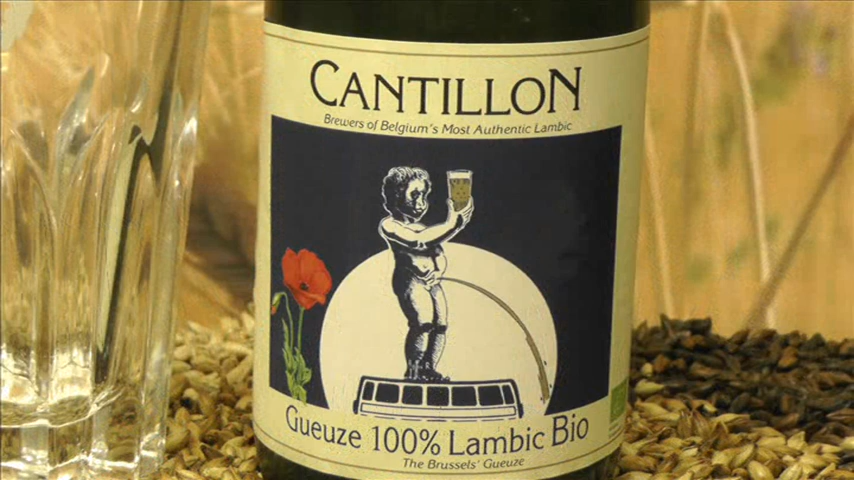 CANTILLON
Brewers of Belgium's Most Authentic Lambic
Gueuze 100% Lambic Bio
The Brussels' Gueuze